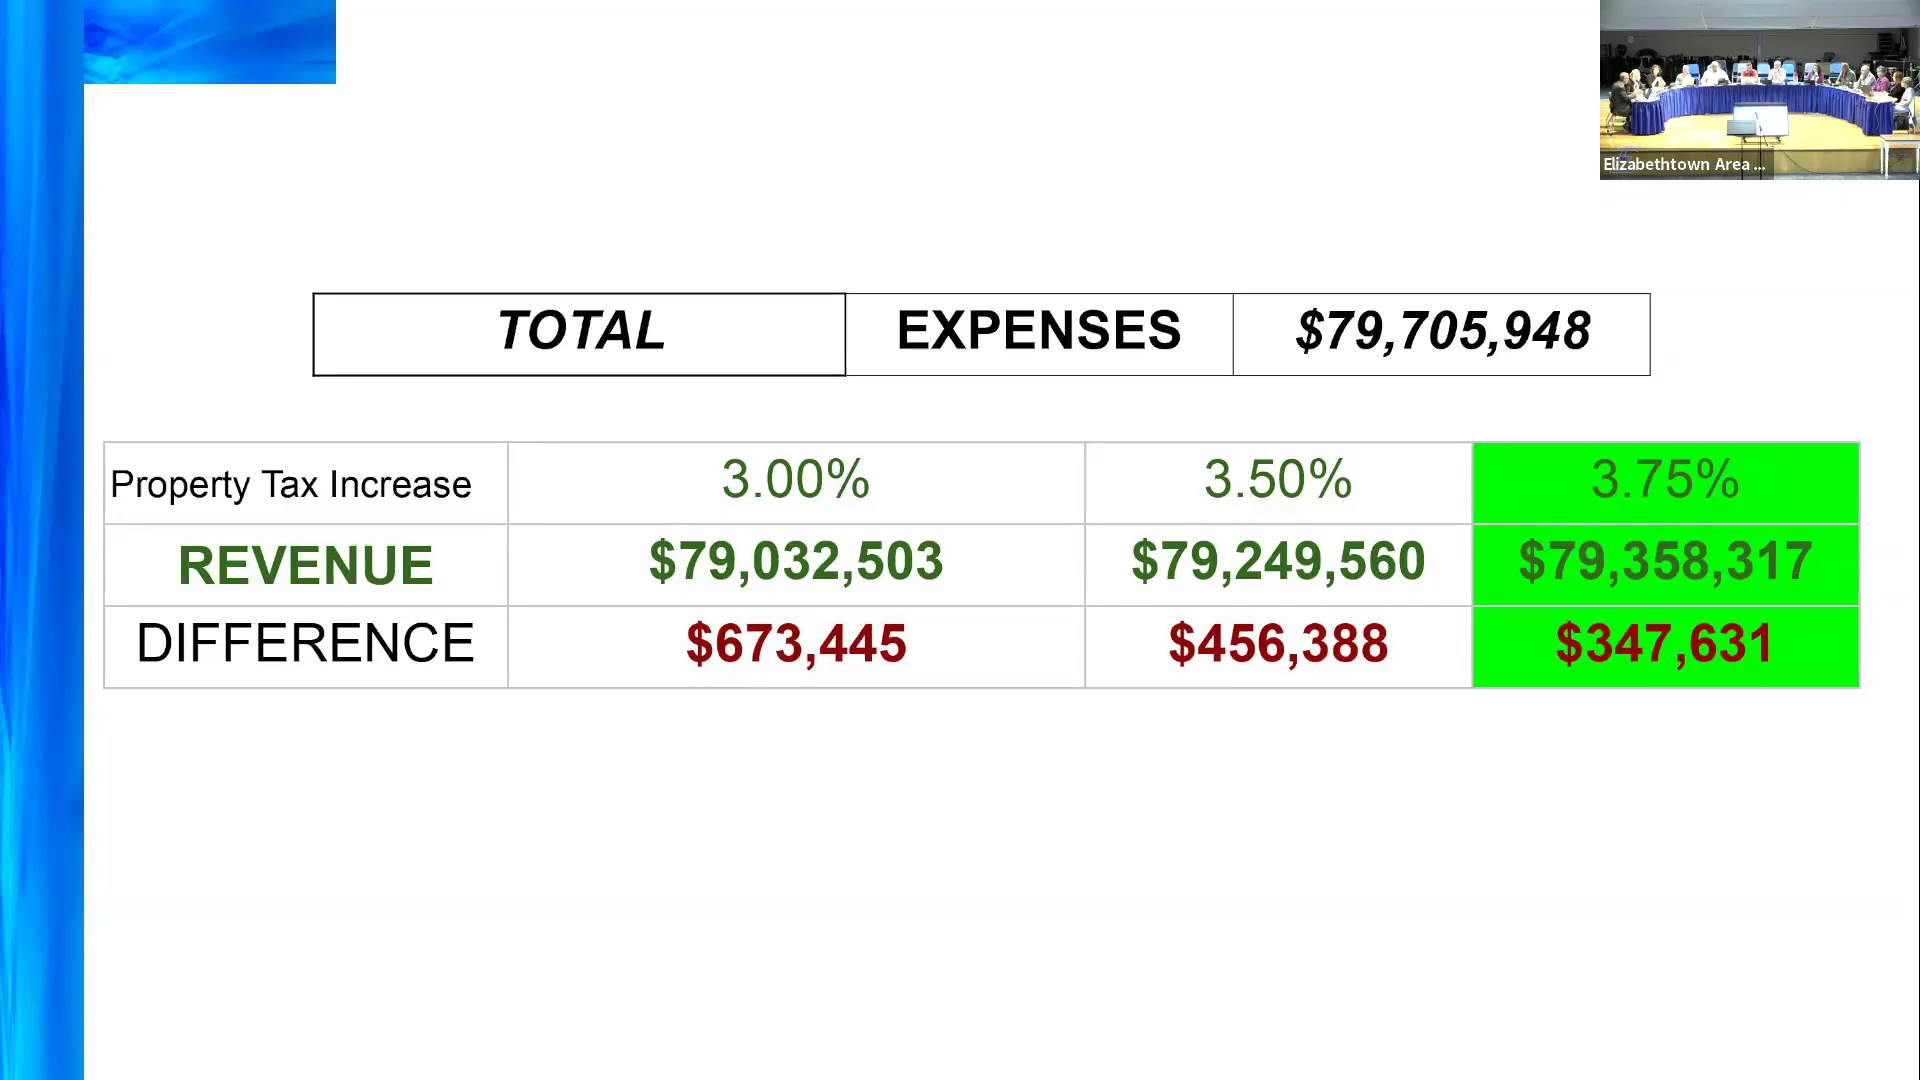 Elizabethtown Area ...
TOTAL EXPENSES $79,705,948
Property Tax Increase 3.00% 3.50% 3.75%
REVENUE $79,032,503 $79,249,560 $79,358,317
DIFFERENCE $673,445 $456,388 $347,631